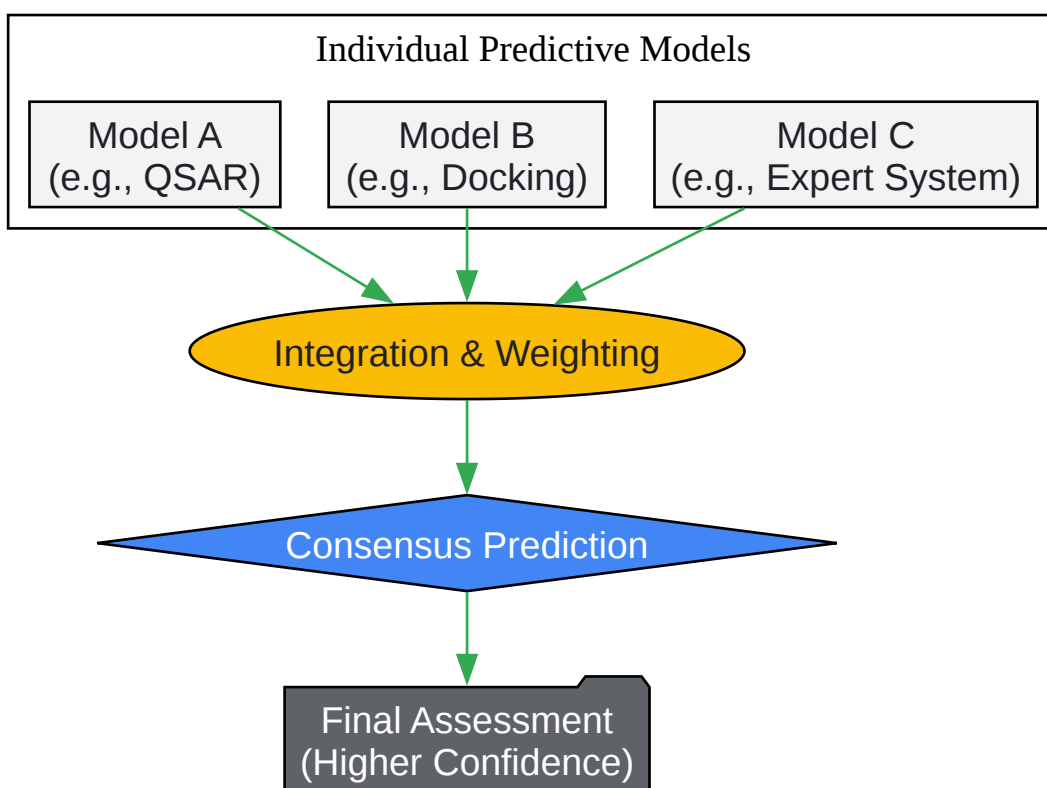 Individual Predictive Models
Model A
(e.g., QSAR)
Model B
(e.g., Docking)
Model C
(e.g., Expert System)
Integration & Weighting
Consensus Prediction
Final Assessment
(Higher Confidence)